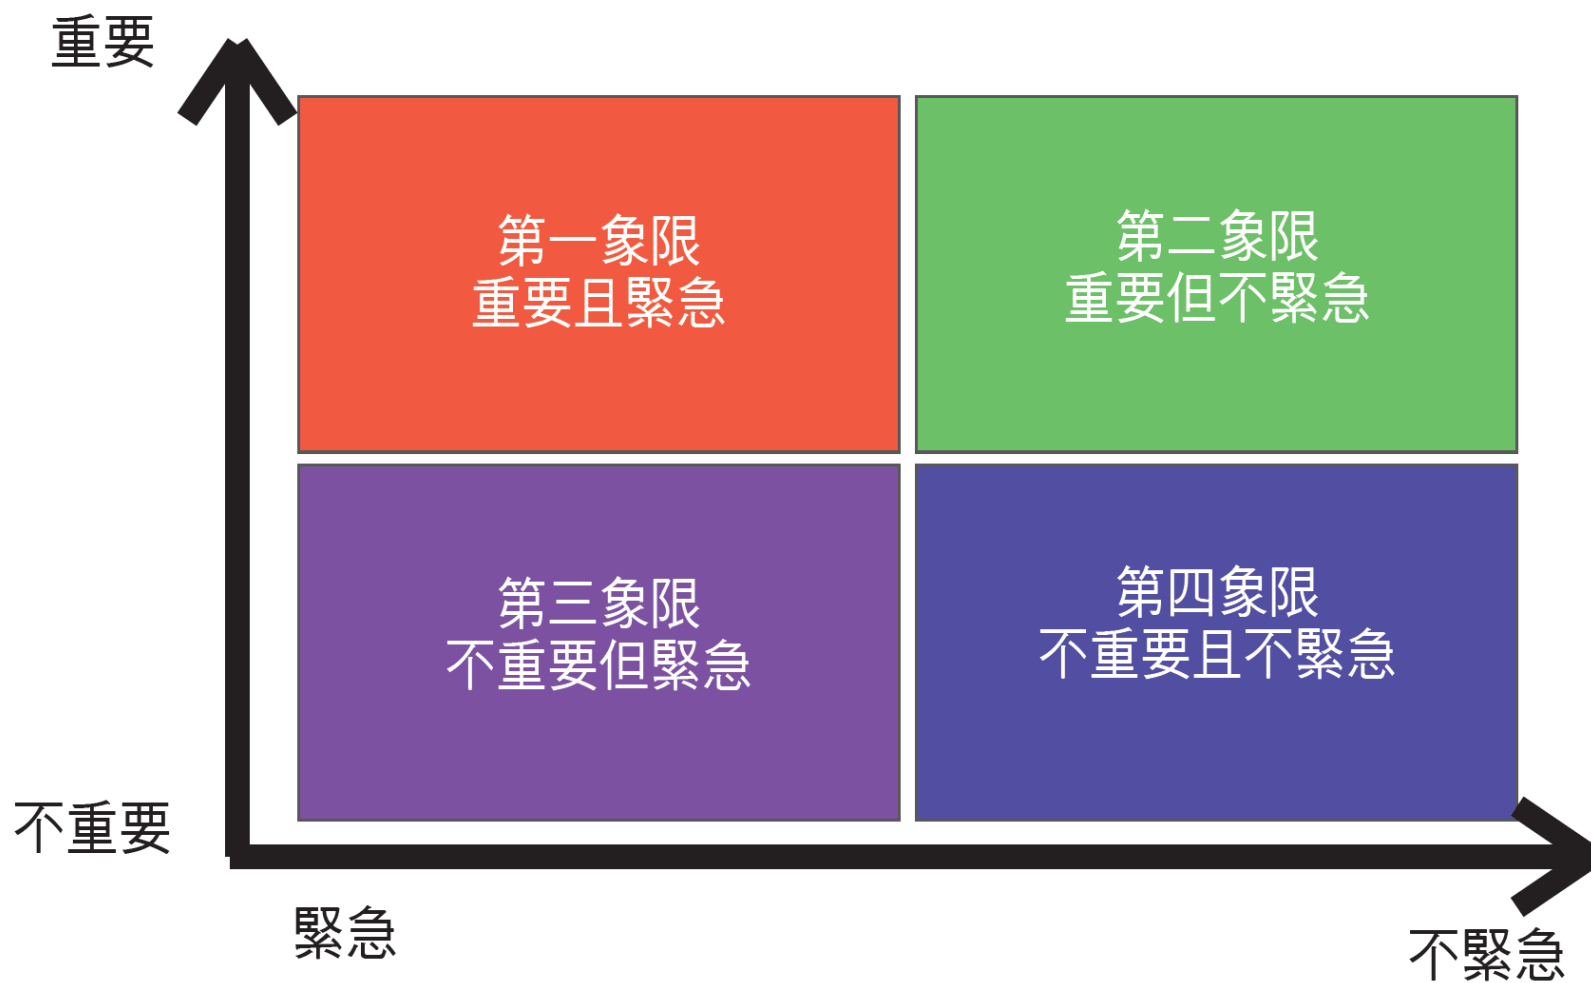 重要
第一象限
重要且緊急
第二象限
重要但不緊急
第三象限
不重要但緊急
第四象限
不重要且不緊急
不重要
緊急
不緊急